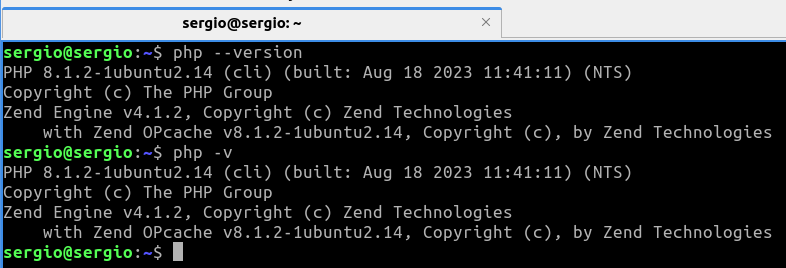 sergio@sergio: ~ ×
sergio@sergio:~$ php --version
PHP 8.1.2-1ubuntu2.14 (cli) (built: Aug 18 2023 11:41:11) (NTS)
Copyright (c) The PHP Group
Zend Engine v4.1.2, Copyright (c) Zend Technologies
    with Zend OPcache v8.1.2-1ubuntu2.14, Copyright (c), by Zend Technologies
sergio@sergio:~$ php -v
PHP 8.1.2-1ubuntu2.14 (cli) (built: Aug 18 2023 11:41:11) (NTS)
Copyright (c) The PHP Group
Zend Engine v4.1.2, Copyright (c) Zend Technologies
    with Zend OPcache v8.1.2-1ubuntu2.14, Copyright (c), by Zend Technologies
sergio@sergio:~$